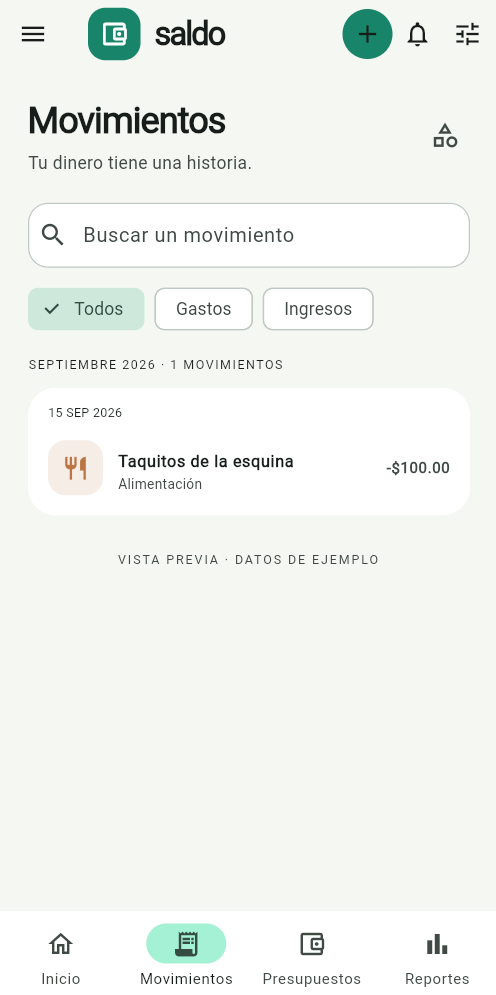 saldo
Movimientos
Tu dinero tiene una historia.
Buscar un movimiento
Todos
Gastos
Ingresos
SEPTIEMBRE 2026 · 1 MOVIMIENTOS
15 SEP 2026
Taquitos de la esquina
-$100.00
Alimentación
VISTA PREVIA · DATOS DE EJEMPLO
Inicio
Movimientos
Presupuestos
Reportes